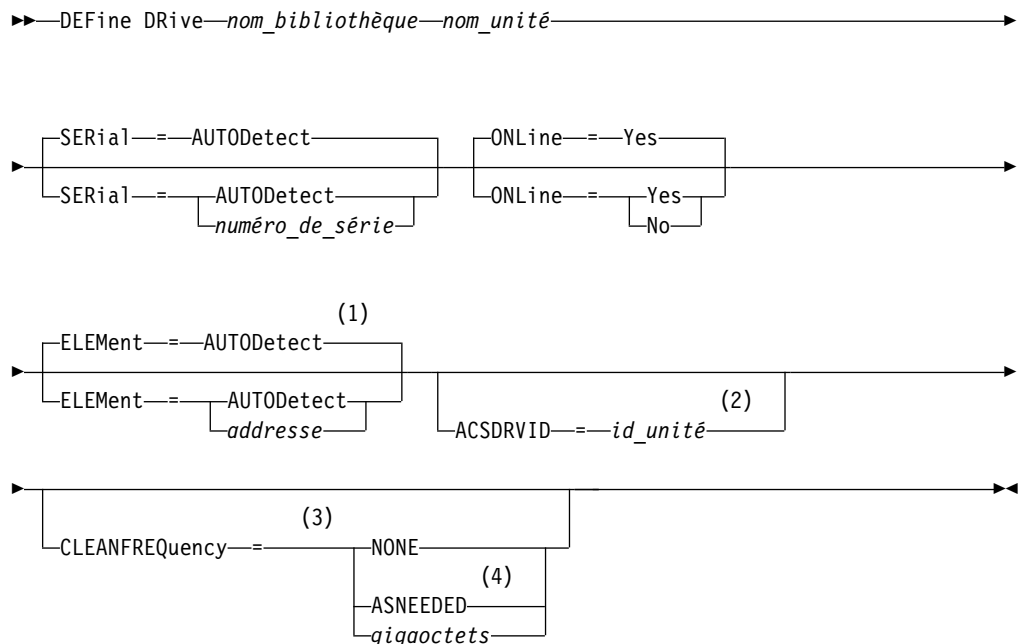 DEFine DRive nom_bibliothèque nom_unité
SERial = AUTODetect ONLine = Yes
SERial = AUTODetect ONLine = Yes
numéro_de_série No
(1)
ELEMent = AUTODetect
ELEMent = AUTODetect (2)
addresse ACSDRVID = id_unité
(3)
CLEANFREQuency = NONE
(4)
ASNEEDED
gigaoctets